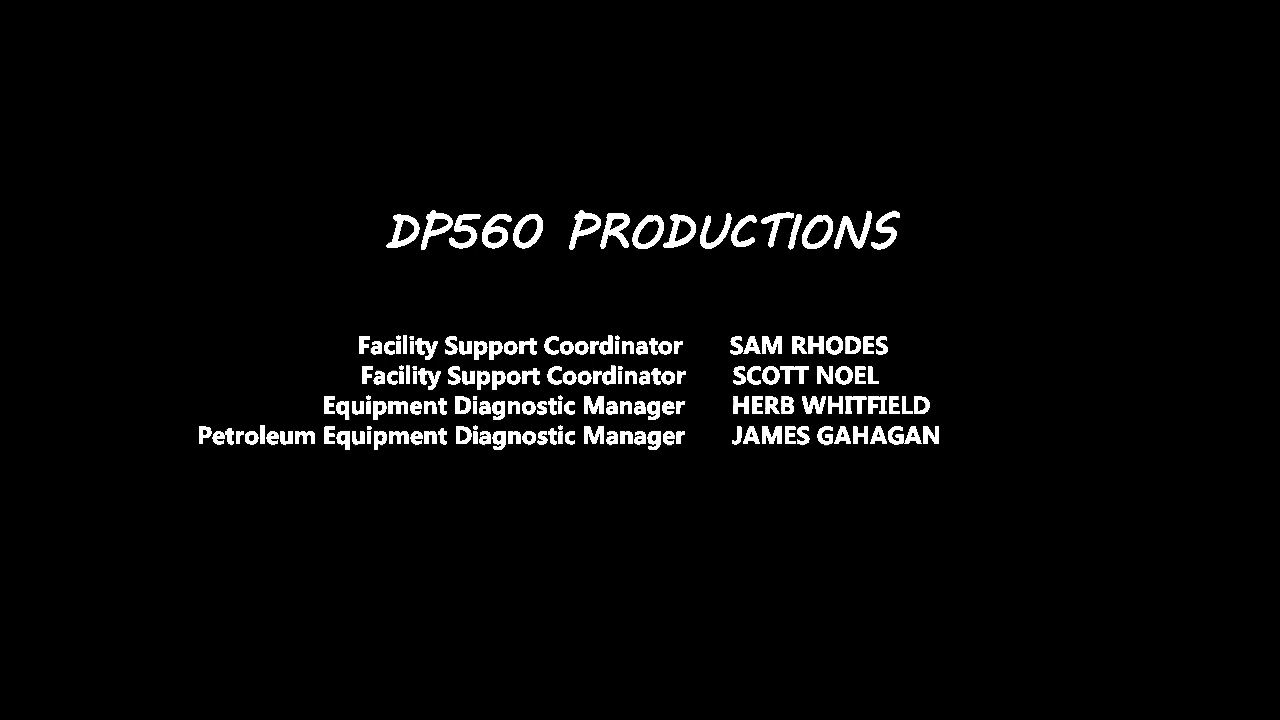 DP560 PRODUCTIONS
Facility Support Coordinator SAM RHODES
Facility Support Coordinator SCOTT NOEL
Equipment Diagnostic Manager HERB WHITFIELD
Petroleum Equipment Diagnostic Manager JAMES GAHAGAN